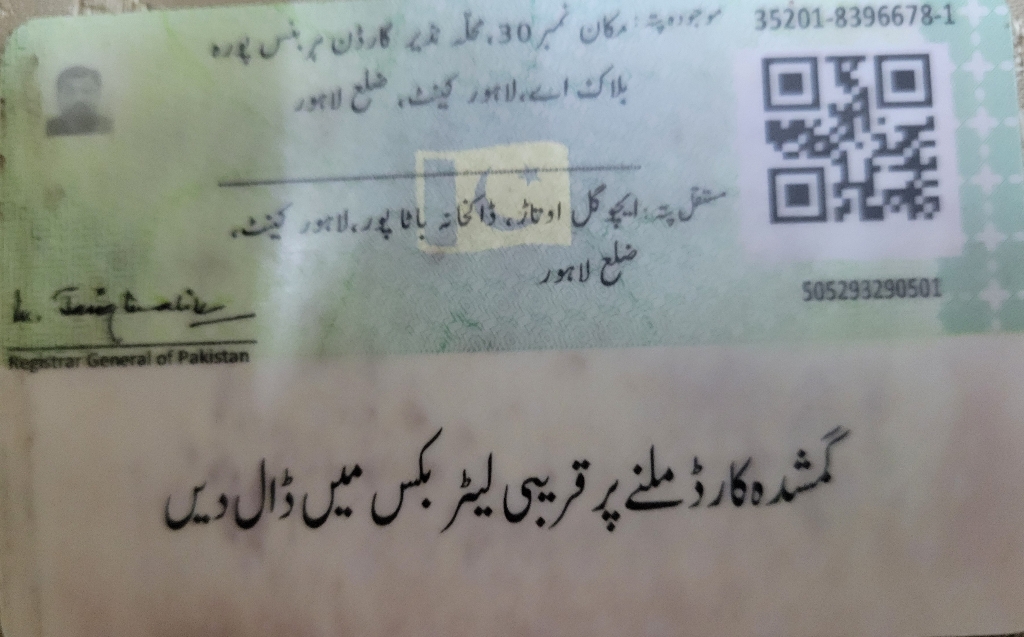 35201-8396678-1
موجودہ پتہ: مکان نمبر 30، محلہ نذیر گارڈن ہربنس پورہ
بلاک اے، لاہور کینٹ، ضلع لاہور
مستقل پتہ: ایچوگل اوتاڑ، ڈاکخانہ باٹا پور، لاہور کینٹ،
ضلع لاہور
505293290501
Registrar General of Pakistan
گمشدہ کارڈ ملنے پر قریبی لیٹر بکس میں ڈال دیں